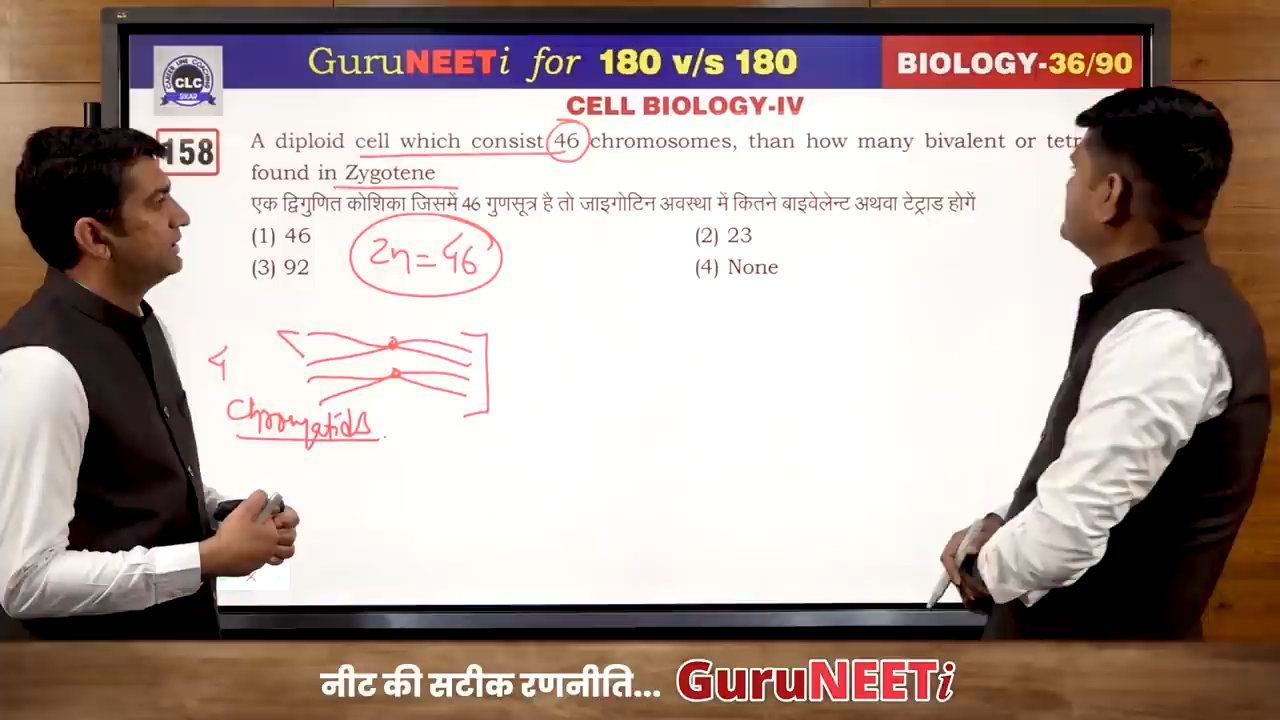 GuruNEETi for 180 v/s 180
BIOLOGY-36/90
CLC
SIKAR
CELL BIOLOGY-IV
158
A diploid cell which consist 46 chromosomes, than how many bivalent or
found in Zygotene
एक द्विगुणित कोशिका जिसमें 46 गुणसूत्र है तो जाइगोटिन अवस्था में कितने बाइवेलेन्ट अथवा टेट्राड होगें
(1) 46
(2) 23
(3) 92
(4) None
2n = 46
4
Chromatids
नीट की सटीक रणनीति... GuruNEETi